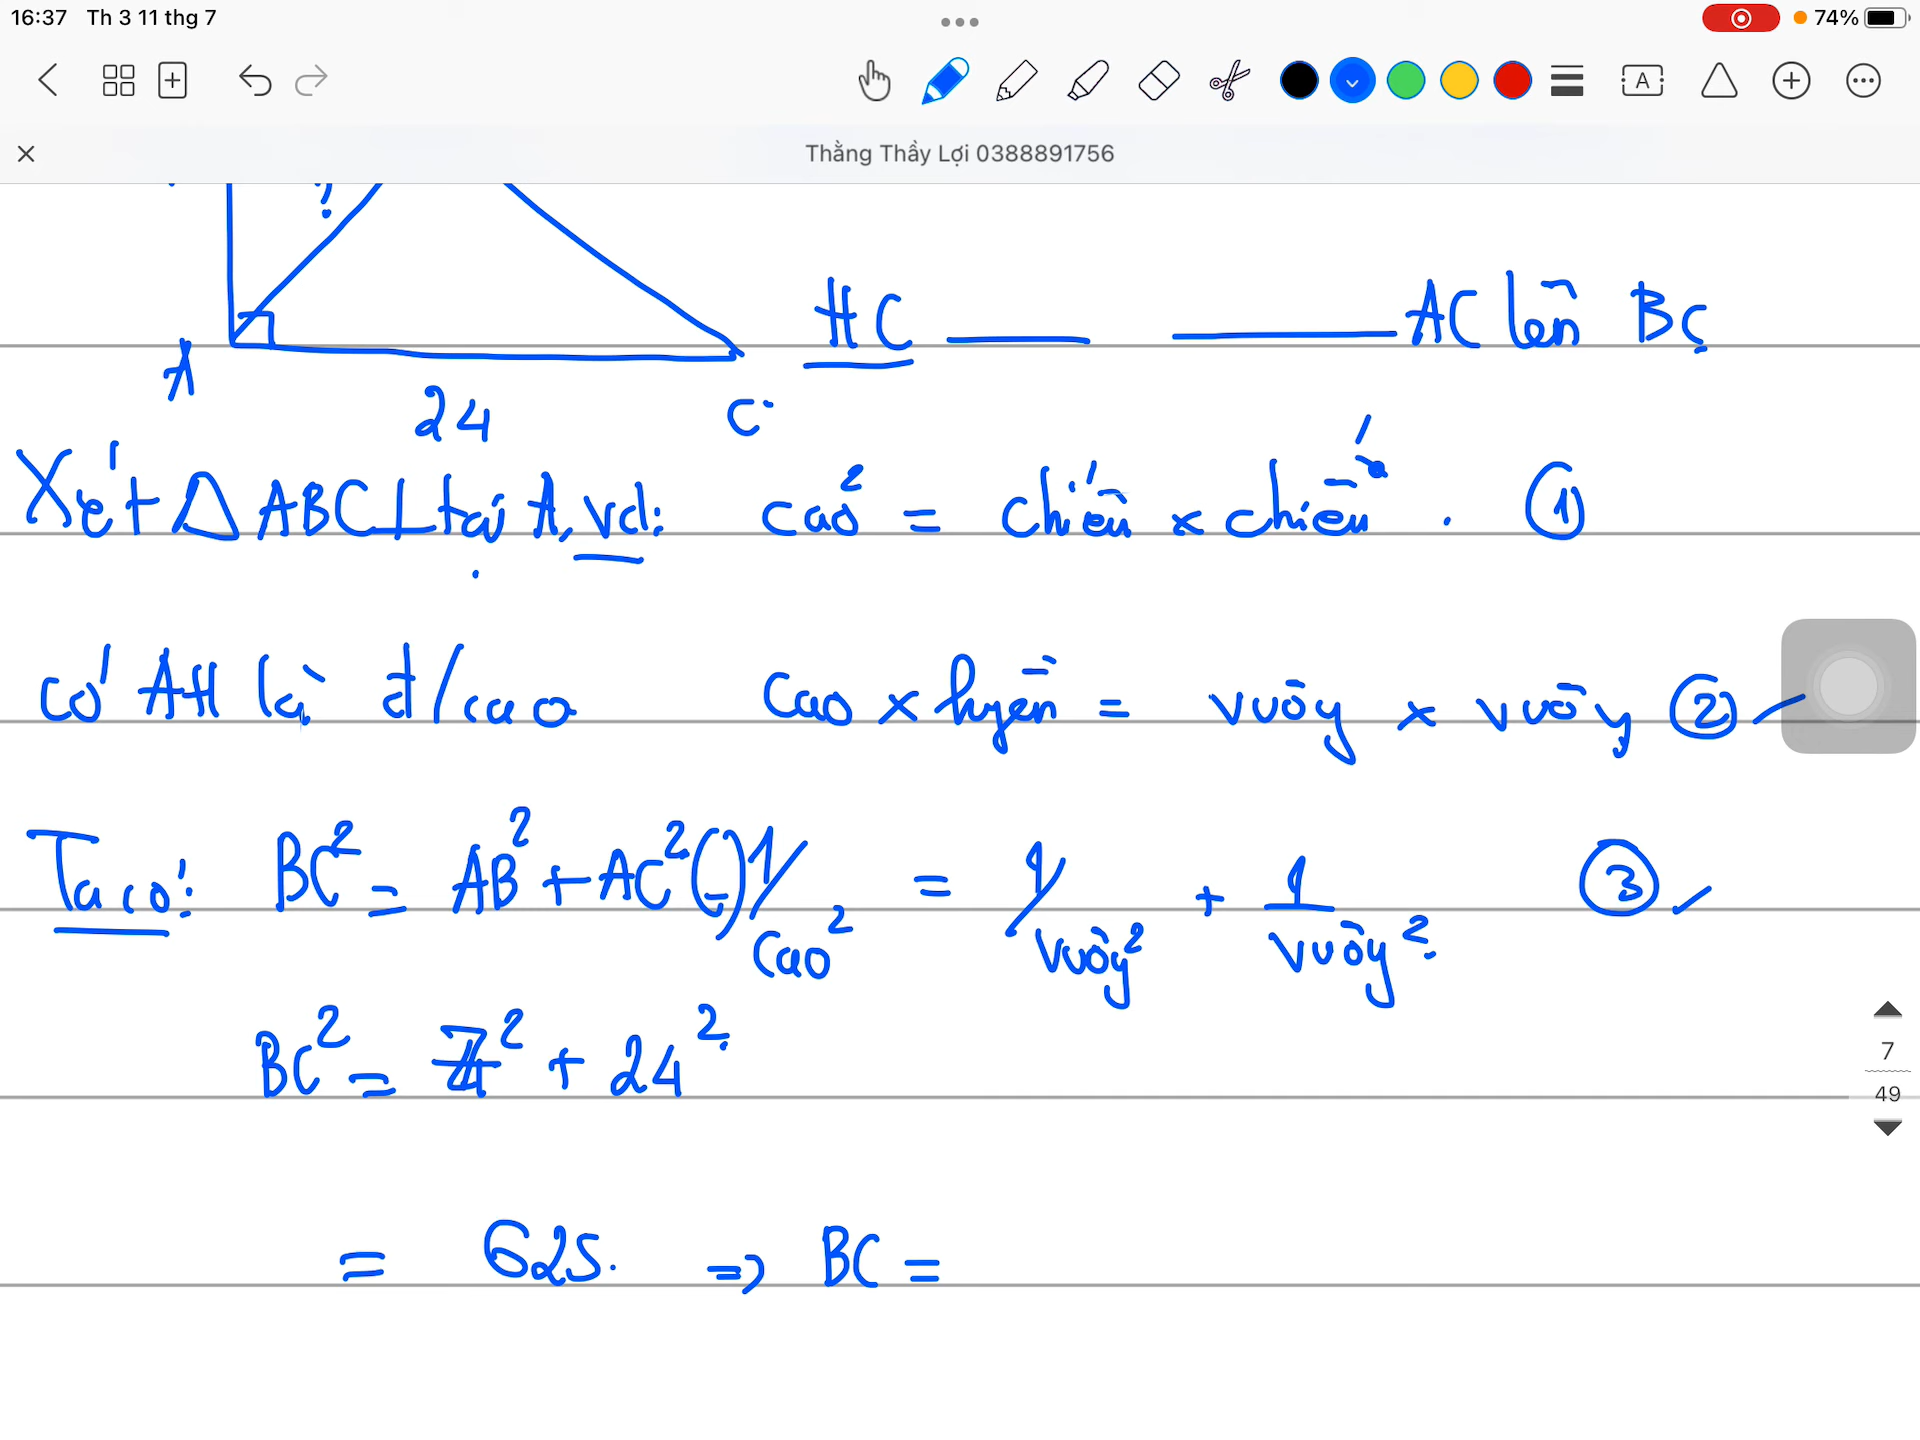 16:37 Th 3 11 thg 7 74%
A
Thằng Thầy Lợi 0388891756
?
HC AC lên BC
A
24 C
Xét Δ ABC ⊥ tại A, vd: cao² = chiếu × chiếu. ①
có AH là đ/cao cao × huyền = vuông × vuông ②
Ta có: BC² = AB² + AC² (-) 1/cao² = 1/vuông² + 1/vuông² ③
BC² = 7² + 24²
7
49
= 625. => BC =